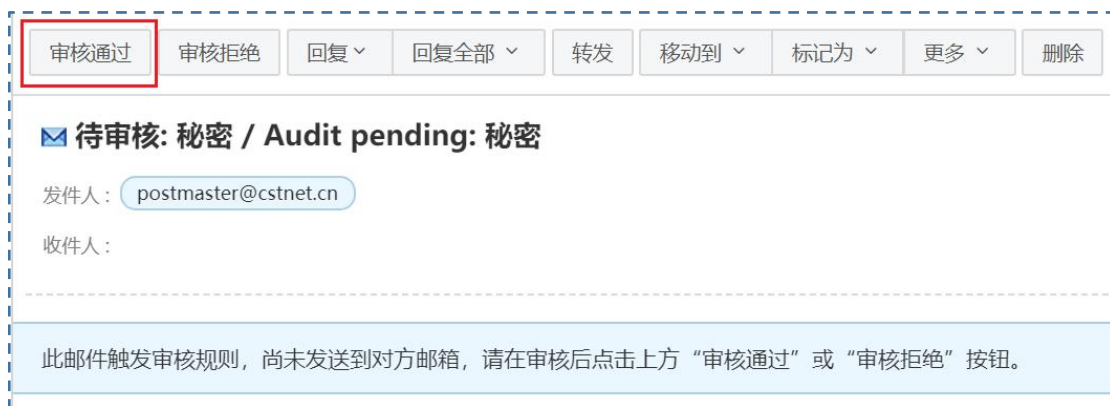 审核通过 审核拒绝 回复 回复全部 转发 移动到 标记为 更多 删除
待审核: 秘密 / Audit pending: 秘密
发件人: postmaster@cstnet.cn
收件人:
此邮件触发审核规则，尚未发送到对方邮箱，请在审核后点击上方“审核通过”或“审核拒绝”按钮。